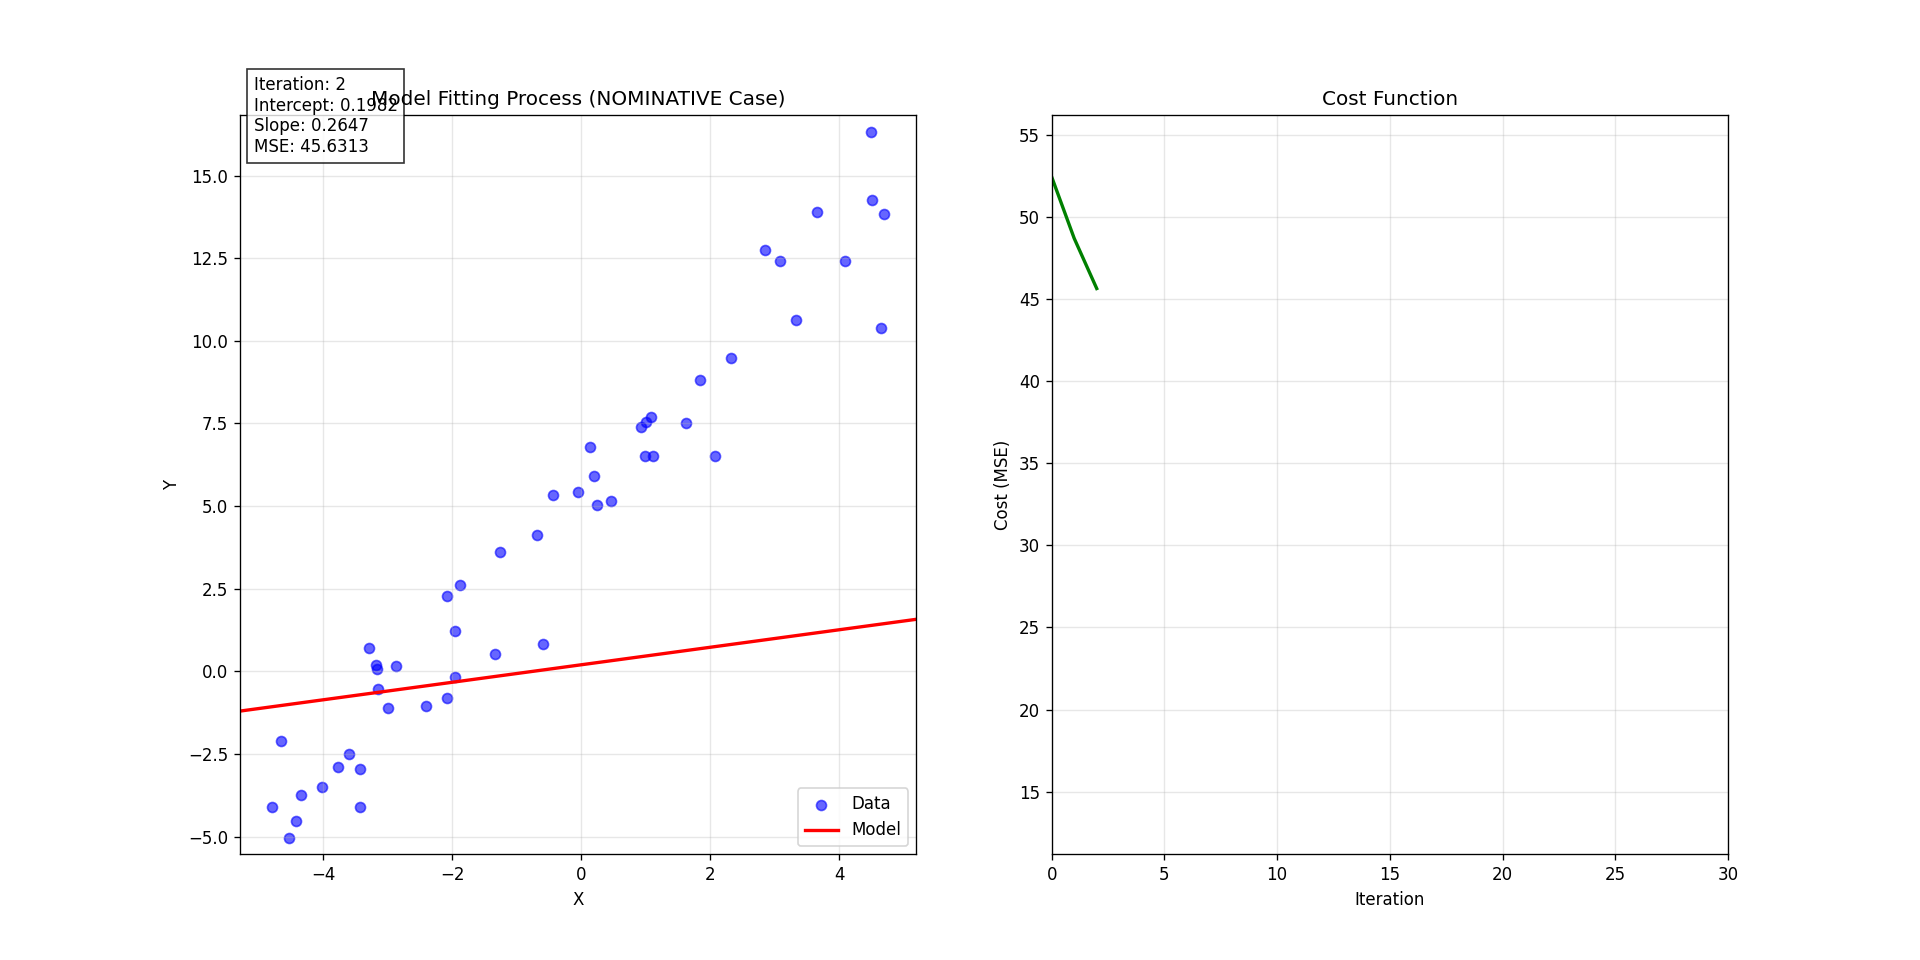 Iteration: 2
Intercept: 0.1982
Slope: 0.2647
MSE: 45.6313
Model Fitting Process (NOMINATIVE Case)
15.0
12.5
10.0
7.5
5.0
2.5
0.0
−2.5
−5.0
Y
−4
−2
0
2
4
X
Data
Model
Cost Function
55
50
45
40
35
30
25
20
15
Cost (MSE)
0
5
10
15
20
25
30
Iteration